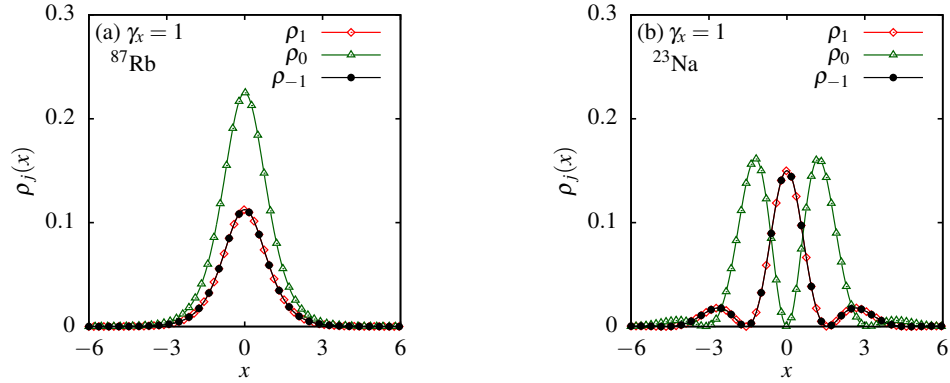 (a) γₓ = 1
⁸⁷Rb
ρ₁
ρ₀
ρ₋₁
0.3
0.2
0.1
0
ρⱼ(x)
−6 −3 0 3 6
x
(b) γₓ = 1
²³Na
ρ₁
ρ₀
ρ₋₁
0.3
0.2
0.1
0
ρⱼ(x)
−6 −3 0 3 6
x